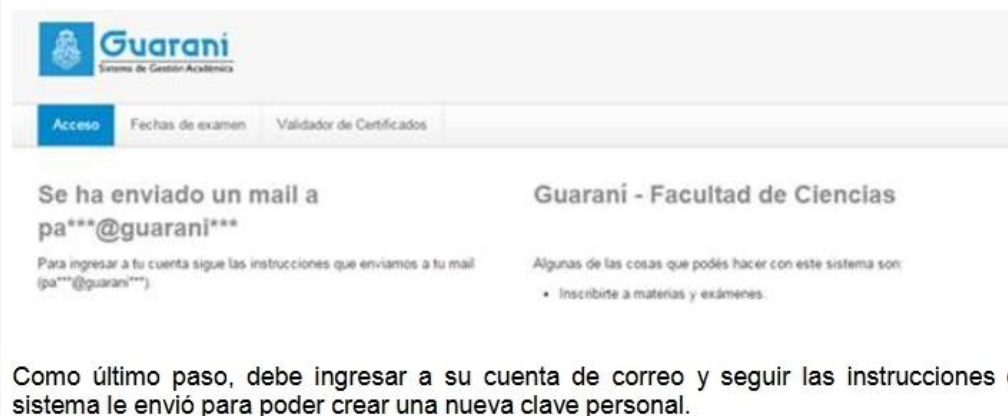 Guaraní
Sistema de Gestión Académica
Acceso Fechas de examen Validador de Certificados
Se ha enviado un mail a
pa***@guarani***
Para ingresar a tu cuenta sigue las instrucciones que enviamos a tu mail
(pa***@guarani***).
Guaraní - Facultad de Ciencias
Algunas de las cosas que podés hacer con este sistema son:
• Inscribirte a materias y exámenes.
Como último paso, debe ingresar a su cuenta de correo y seguir las instrucciones
sistema le envió para poder crear una nueva clave personal.